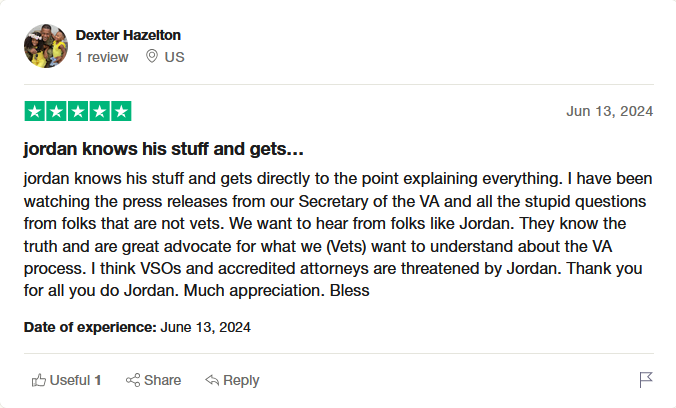 Dexter Hazelton
1 review US
Jun 13, 2024
jordan knows his stuff and gets…
jordan knows his stuff and gets directly to the point explaining everything. I have been
watching the press releases from our Secretary of the VA and all the stupid questions
from folks that are not vets. We want to hear from folks like Jordan. They know the
truth and are great advocate for what we (Vets) want to understand about the VA
process. I think VSOs and accredited attorneys are threatened by Jordan. Thank you
for all you do Jordan. Much appreciation. Bless
Date of experience: June 13, 2024
Useful 1 Share Reply